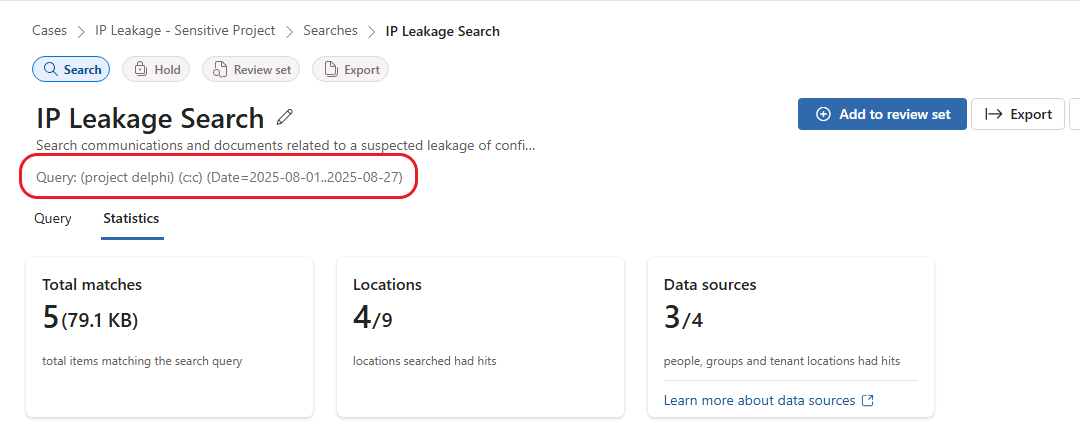 Cases > IP Leakage - Sensitive Project > Searches > IP Leakage Search
Search Hold Review set Export
IP Leakage Search
Add to review set Export
Search communications and documents related to a suspected leakage of confi...
Query: (project delphi) (c:c) (Date=2025-08-01..2025-08-27)
Query Statistics
Total matches
5 (79.1 KB)
total items matching the search query
Locations
4/9
locations searched had hits
Data sources
3/4
people, groups and tenant locations had hits
Learn more about data sources